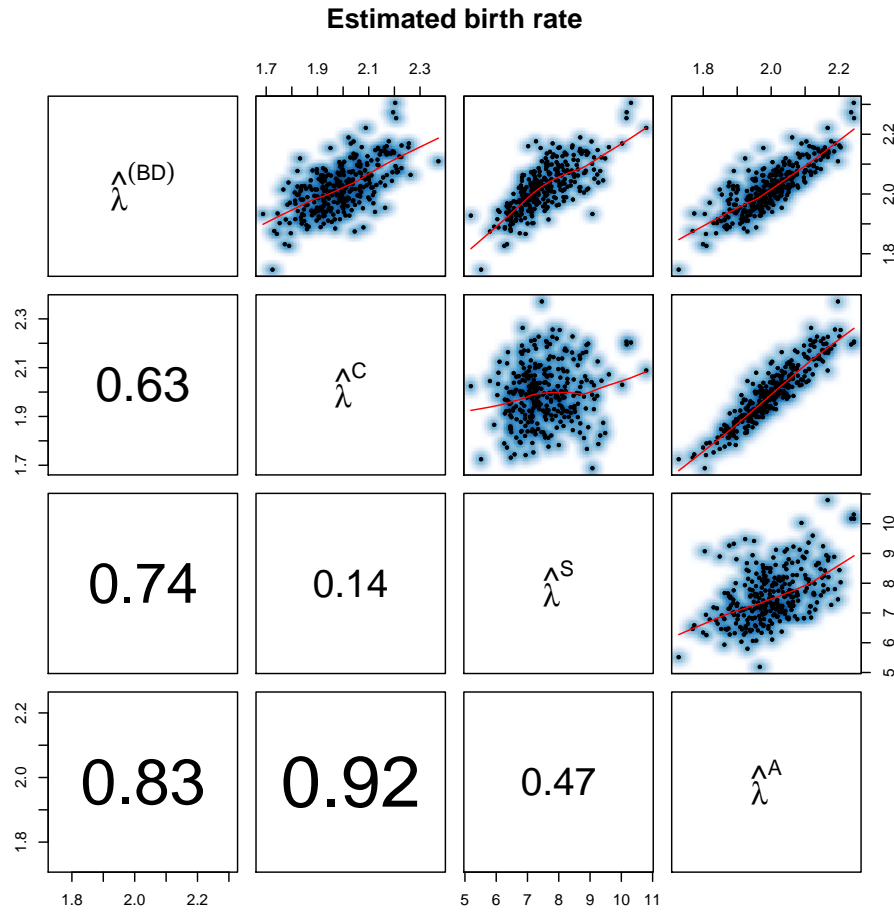 Estimated birth rate
1.7 1.9 2.1 2.3 1.8 2.0 2.2
λ̂^(BD)
1.8 2.0 2.2
1.7 1.9 2.1 2.3
0.63 λ̂^C
0.74 0.14 λ̂^S
5 6 7 8 9 10 11
1.8 2.0 2.2
0.83 0.92 0.47 λ̂^A
1.8 2.0 2.2 5 6 7 8 9 10 11